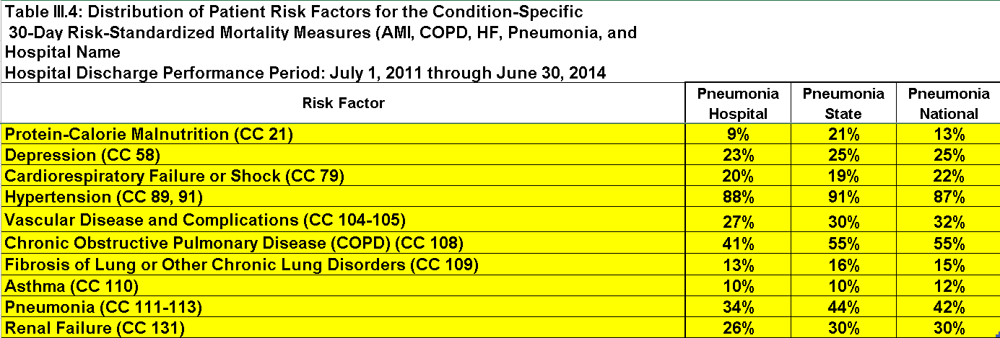 Table III.4: Distribution of Patient Risk Factors for the Condition-Specific
30-Day Risk-Standardized Mortality Measures (AMI, COPD, HF, Pneumonia, and
Hospital Name
Hospital Discharge Performance Period: July 1, 2011 through June 30, 2014
Risk Factor Pneumonia Hospital Pneumonia State Pneumonia National
Protein-Calorie Malnutrition (CC 21) 9% 21% 13%
Depression (CC 58) 23% 25% 25%
Cardiorespiratory Failure or Shock (CC 79) 20% 19% 22%
Hypertension (CC 89, 91) 88% 91% 87%
Vascular Disease and Complications (CC 104-105) 27% 30% 32%
Chronic Obstructive Pulmonary Disease (COPD) (CC 108) 41% 55% 55%
Fibrosis of Lung or Other Chronic Lung Disorders (CC 109) 13% 16% 15%
Asthma (CC 110) 10% 10% 12%
Pneumonia (CC 111-113) 34% 44% 42%
Renal Failure (CC 131) 26% 30% 30%